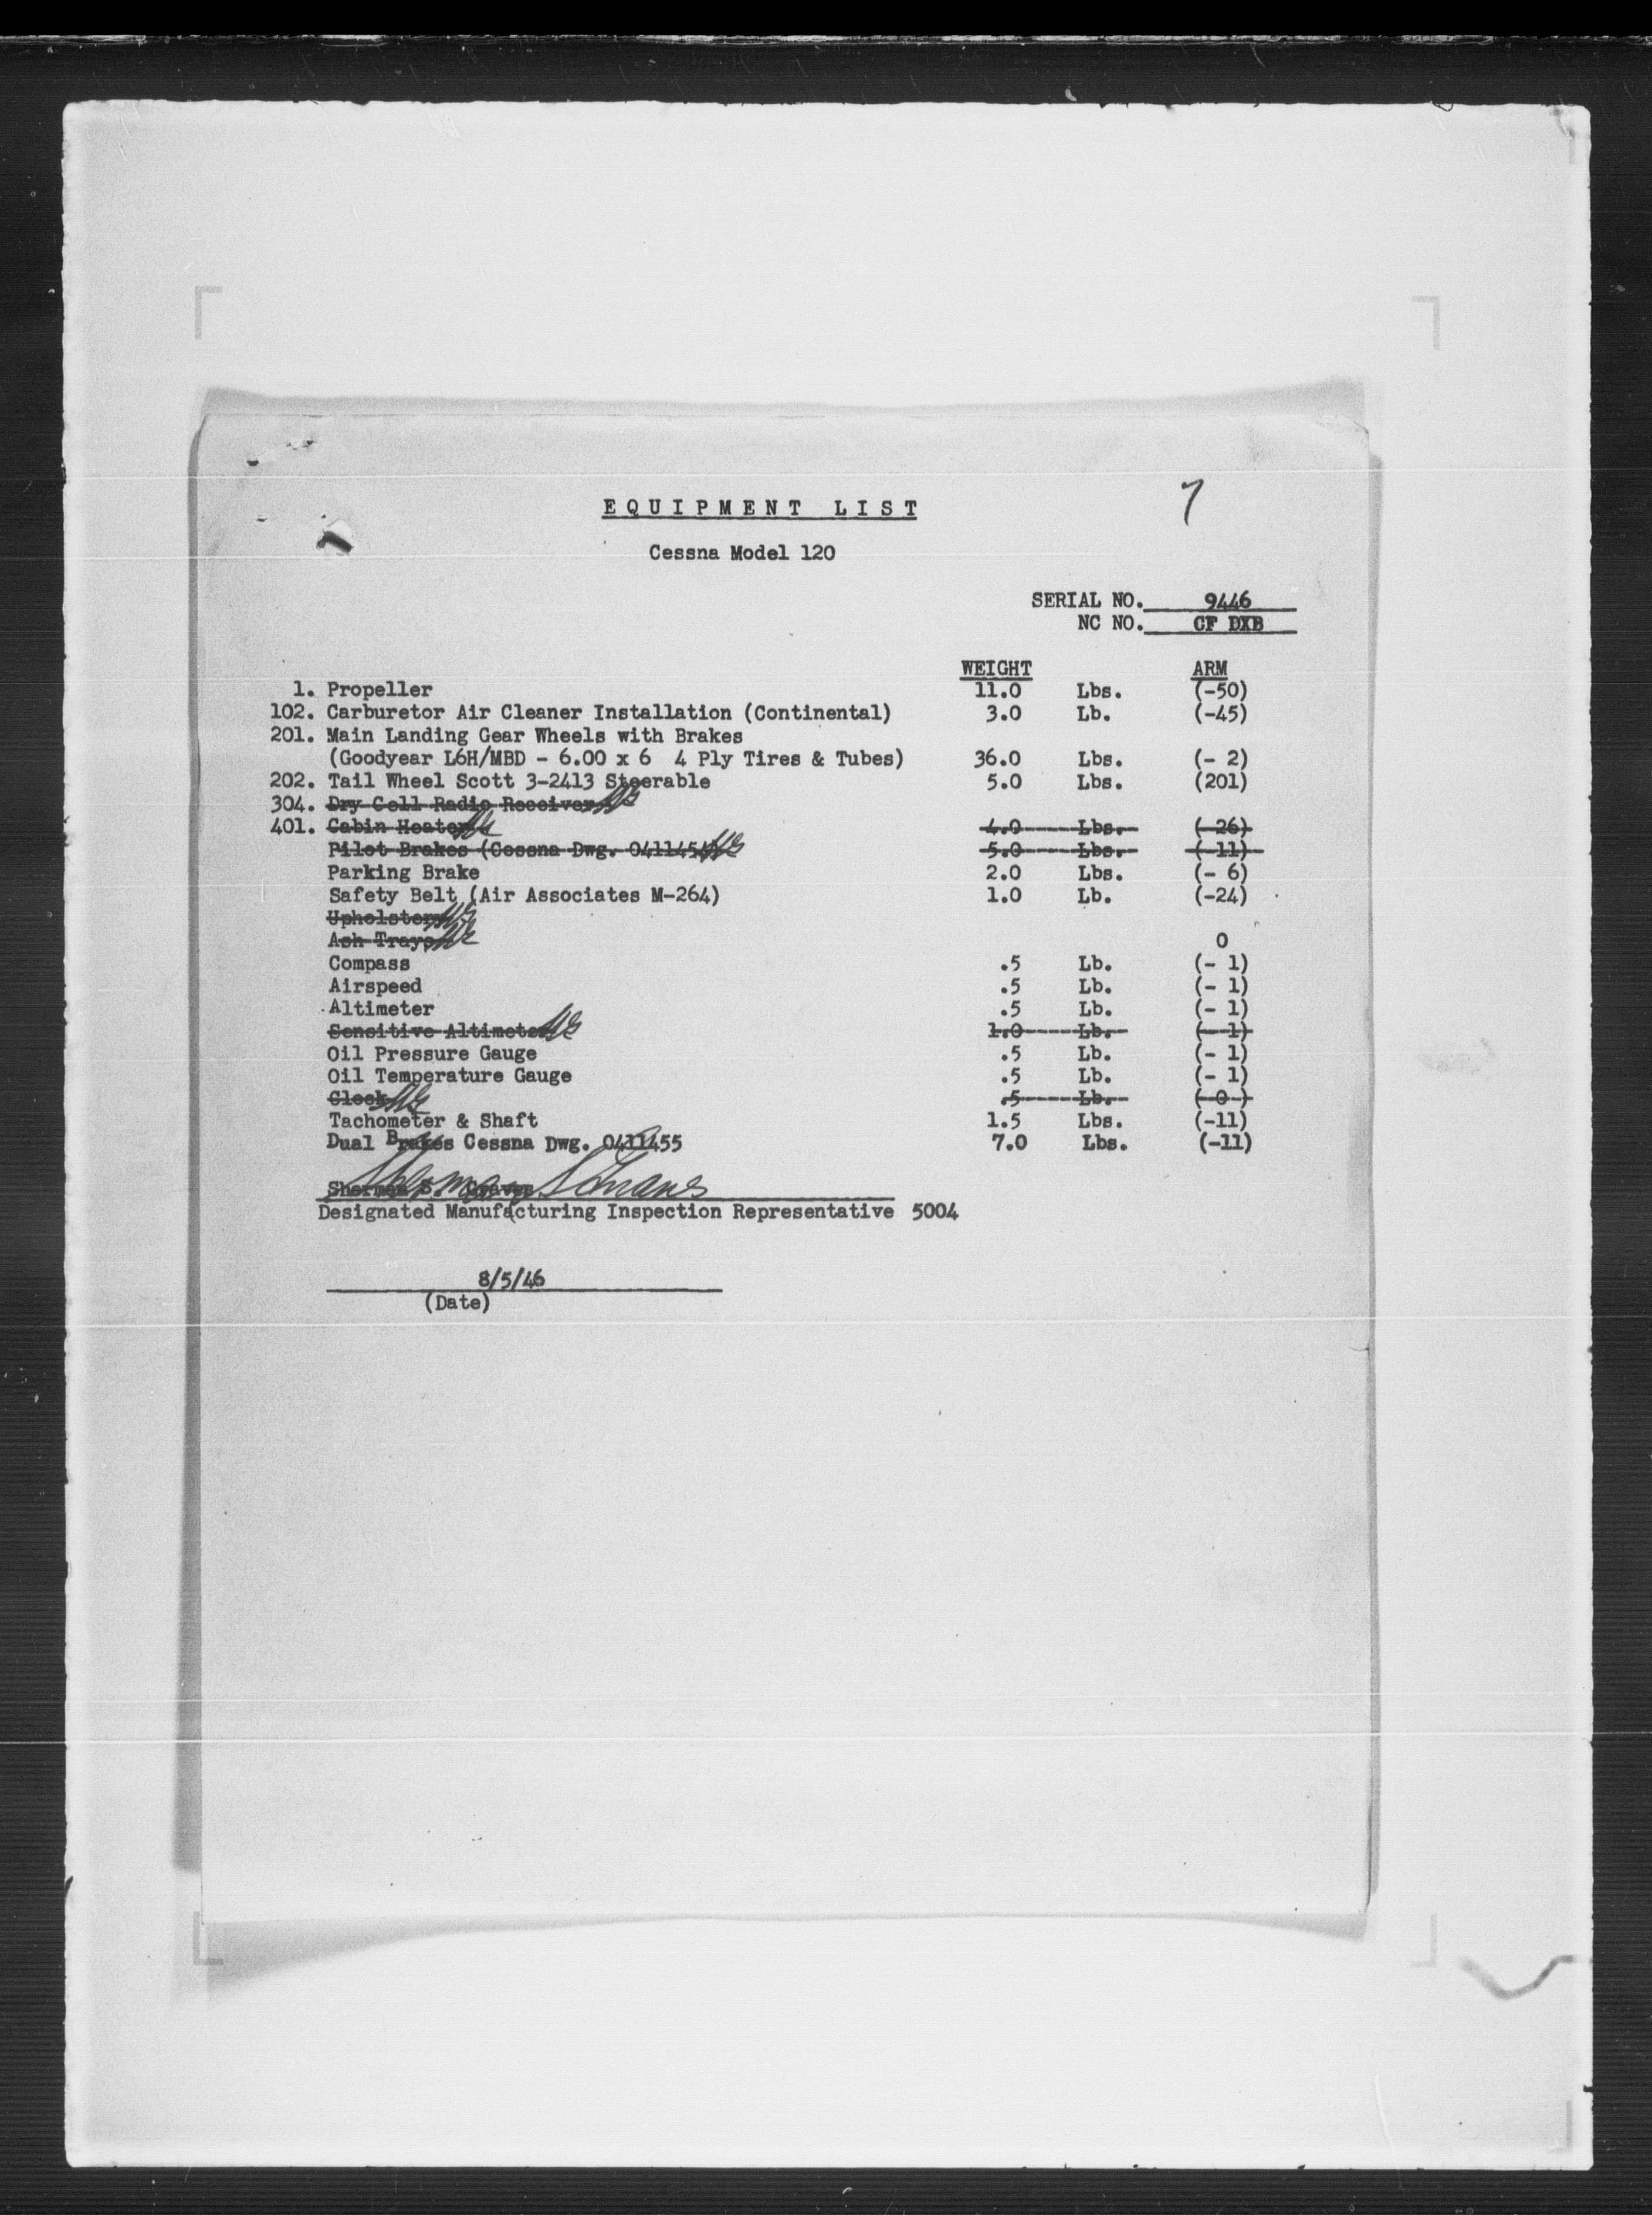 7
EQUIPMENT LIST
Cessna Model 120
SERIAL NO. 9446
NC NO. CF DXB
WEIGHT ARM
1. Propeller 11.0 Lbs. (-50)
102. Carburetor Air Cleaner Installation (Continental) 3.0 Lb. (-45)
201. Main Landing Gear Wheels with Brakes
(Goodyear L6H/MBD - 6.00 x 6 4 Ply Tires & Tubes) 36.0 Lbs. (- 2)
202. Tail Wheel Scott 3-2413 Steerable 5.0 Lbs. (201)
304. Dry Cell Radio Receiver
401. Cabin Heater 4.0 Lbs. (-26)
Pilot Brakes (Cessna Dwg. 0411454) 5.0 Lbs. (-11)
Parking Brake 2.0 Lbs. (- 6)
Safety Belt (Air Associates M-264) 1.0 Lb. (-24)
Upholstery
Ash Trays 0
Compass .5 Lb. (- 1)
Airspeed .5 Lb. (- 1)
Altimeter .5 Lb. (- 1)
Sensitive Altimeter 1.0 Lb. (- 1)
Oil Pressure Gauge .5 Lb. (- 1)
Oil Temperature Gauge .5 Lb. (- 1)
Clock .5 Lb. ( 0 )
Tachometer & Shaft 1.5 Lbs. (-11)
Dual Brakes Cessna Dwg. 0411455 7.0 Lbs. (-11)
Sherman S. Graves
Designated Manufacturing Inspection Representative 5004
8/5/46
(Date)